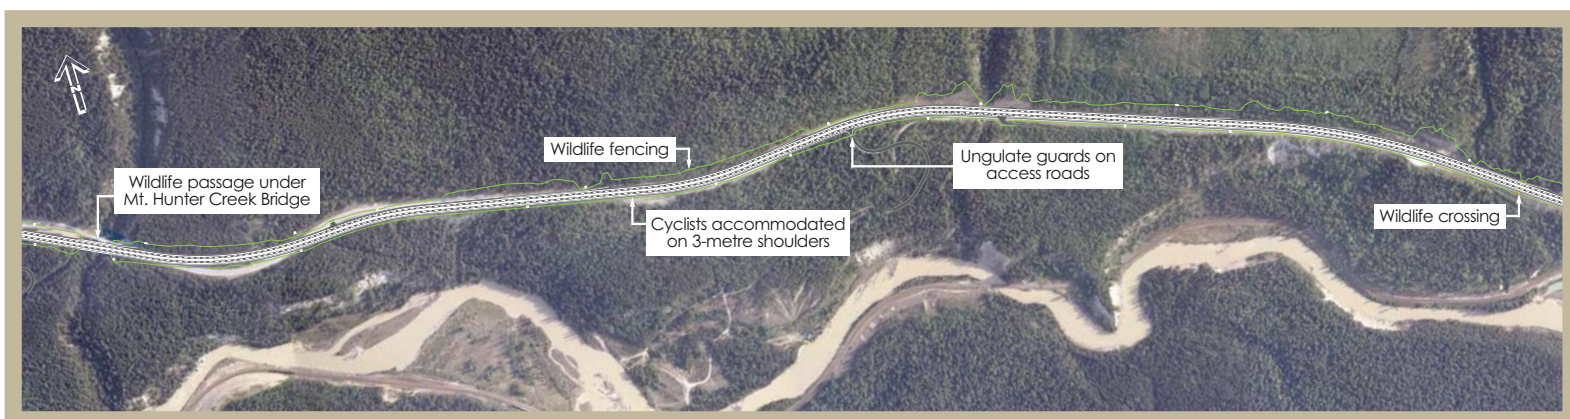 N
Wildlife passage under
Mt. Hunter Creek Bridge
Wildlife fencing
Cyclists accommodated
on 3-metre shoulders
Ungulate guards on
access roads
Wildlife crossing